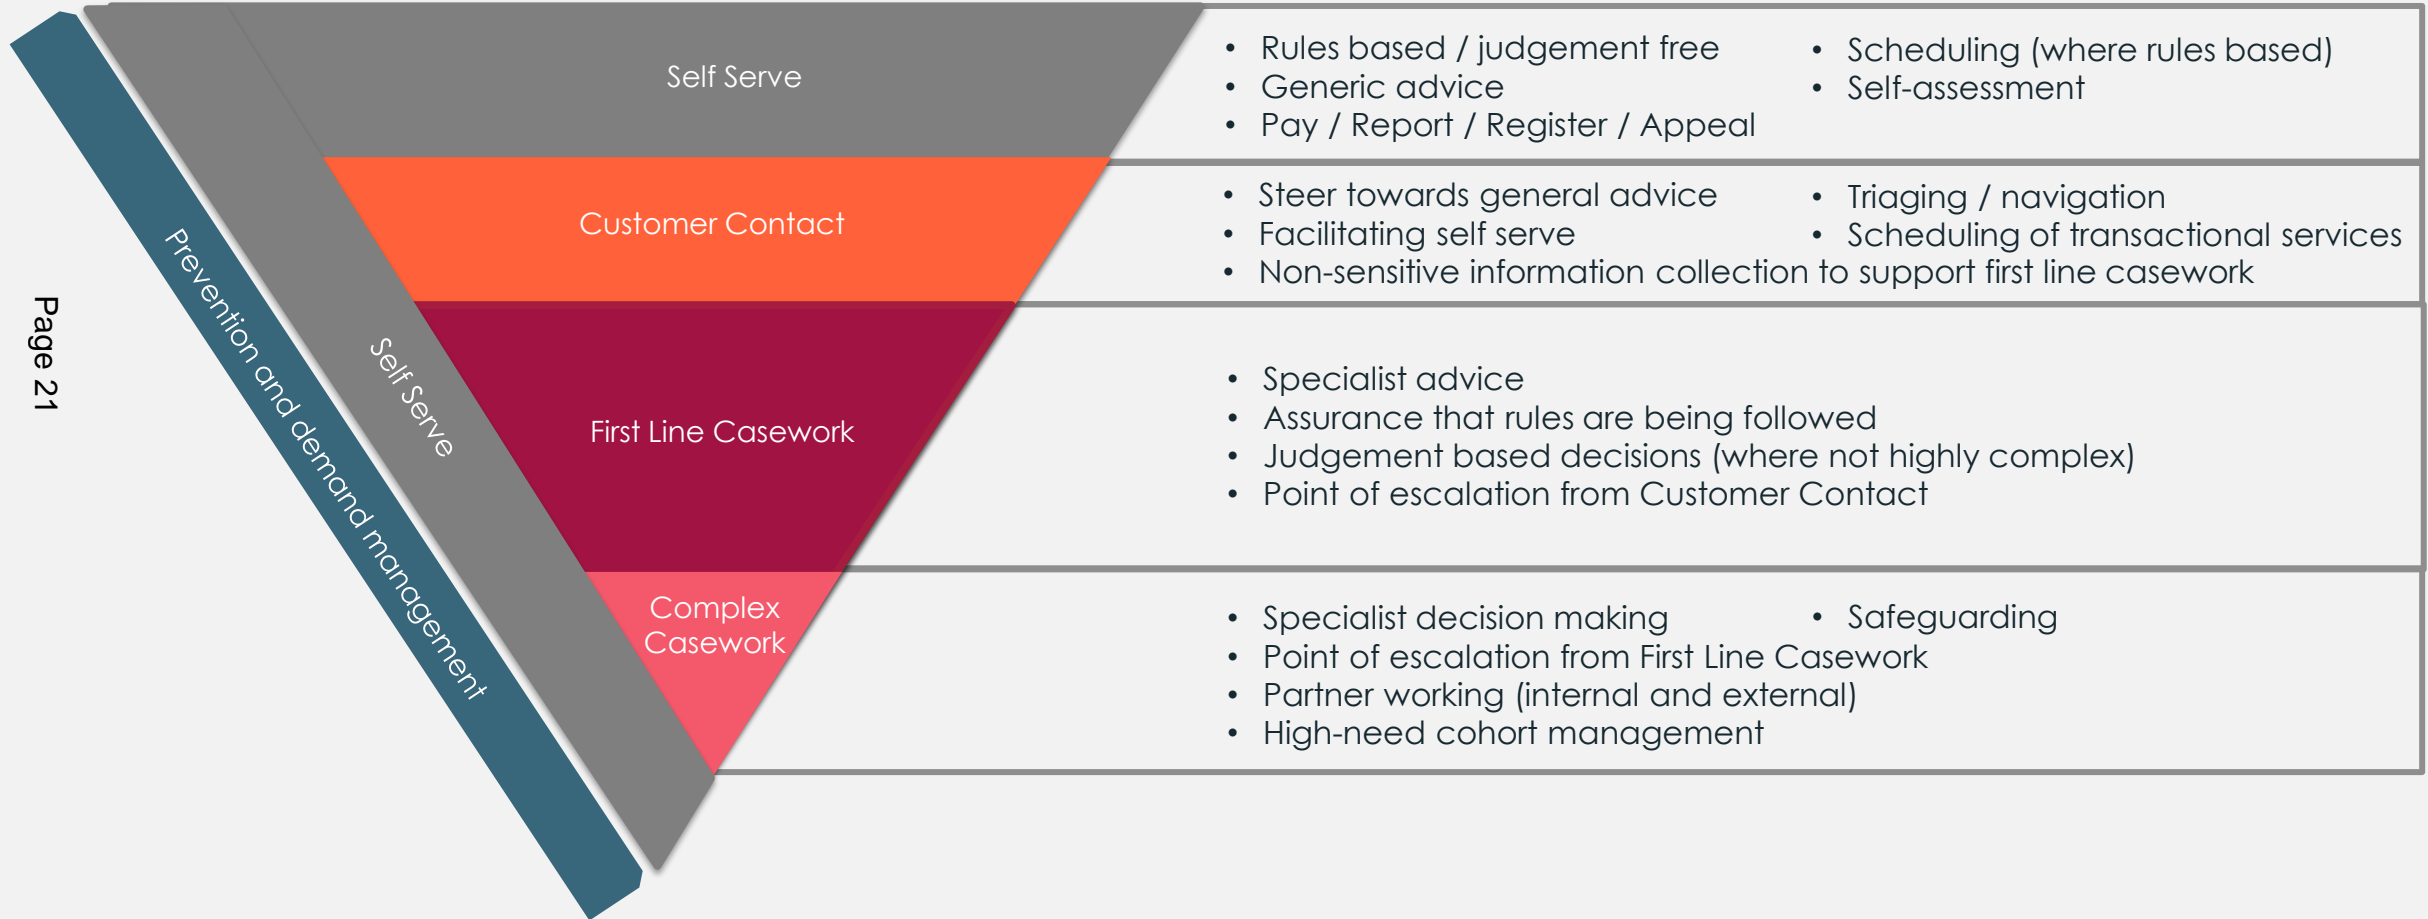 Self Serve
• Rules based / judgement free
• Generic advice
• Pay / Report / Register / Appeal
• Scheduling (where rules based)
• Self-assessment
Customer Contact
• Steer towards general advice
• Facilitating self serve
• Non-sensitive information collection to support first line casework
• Triaging / navigation
• Scheduling of transactional services
First Line Casework
• Specialist advice
• Assurance that rules are being followed
• Judgement based decisions (where not highly complex)
• Point of escalation from Customer Contact
Complex
Casework
• Specialist decision making
• Point of escalation from First Line Casework
• Partner working (internal and external)
• High-need cohort management
• Safeguarding
Self Serve
Prevention and demand management
Page 21